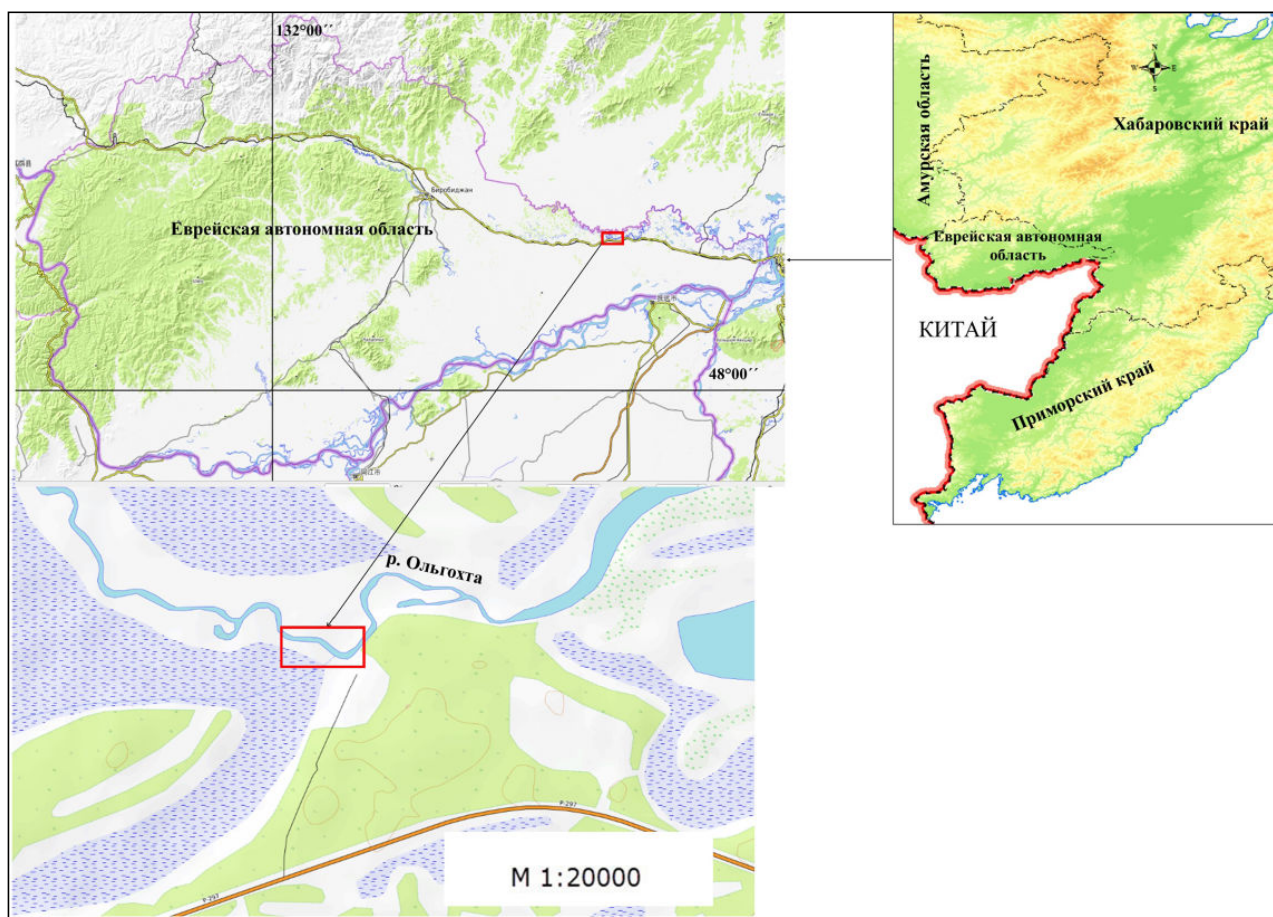 132°00´´
Биробиджан
Еврейская автономная область
48°00´´
р. Ольгохта
Р-297
Р-297
М 1:20000
N
W E
S
Амурская область
Хабаровский край
Еврейская автономная
область
КИТАЙ
Приморский край